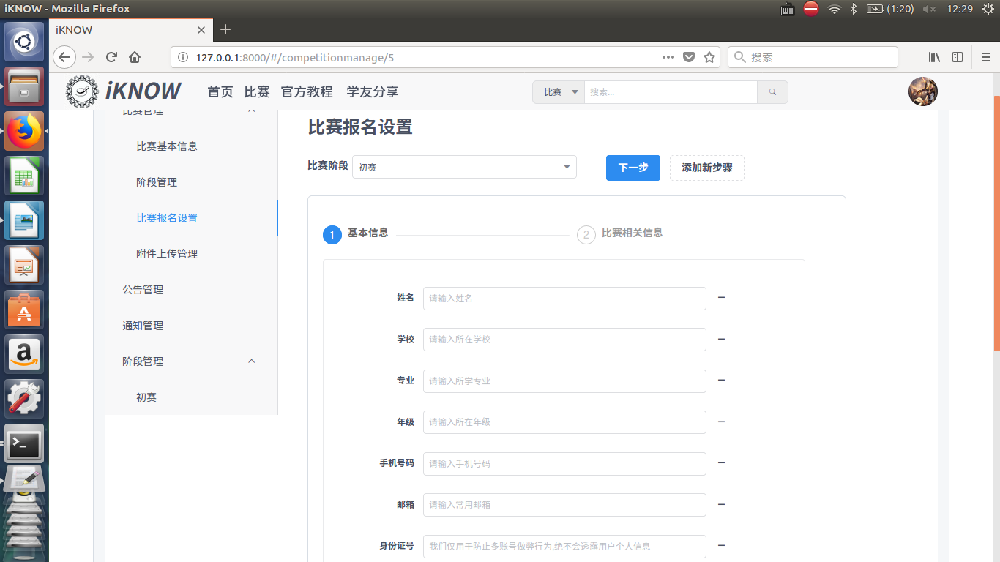 iKNOW - Mozilla Firefox
(1:20)
12:29
iKNOW
127.0.0.1:8000/#/competitionmanage/5
搜索
iKNOW
首页 比赛 官方教程 学友分享
比赛
搜索...
比赛管理
比赛基本信息
阶段管理
比赛报名设置
附件上传管理
公告管理
通知管理
阶段管理
初赛
比赛报名设置
比赛阶段 初赛 下一步 添加新步骤
1 基本信息 2 比赛相关信息
姓名 请输入姓名
学校 请输入所在学校
专业 请输入所学专业
年级 请输入所在年级
手机号码 请输入手机号码
邮箱 请输入常用邮箱
身份证号 我们仅用于防止多账号做弊行为,绝不会透露用户个人信息